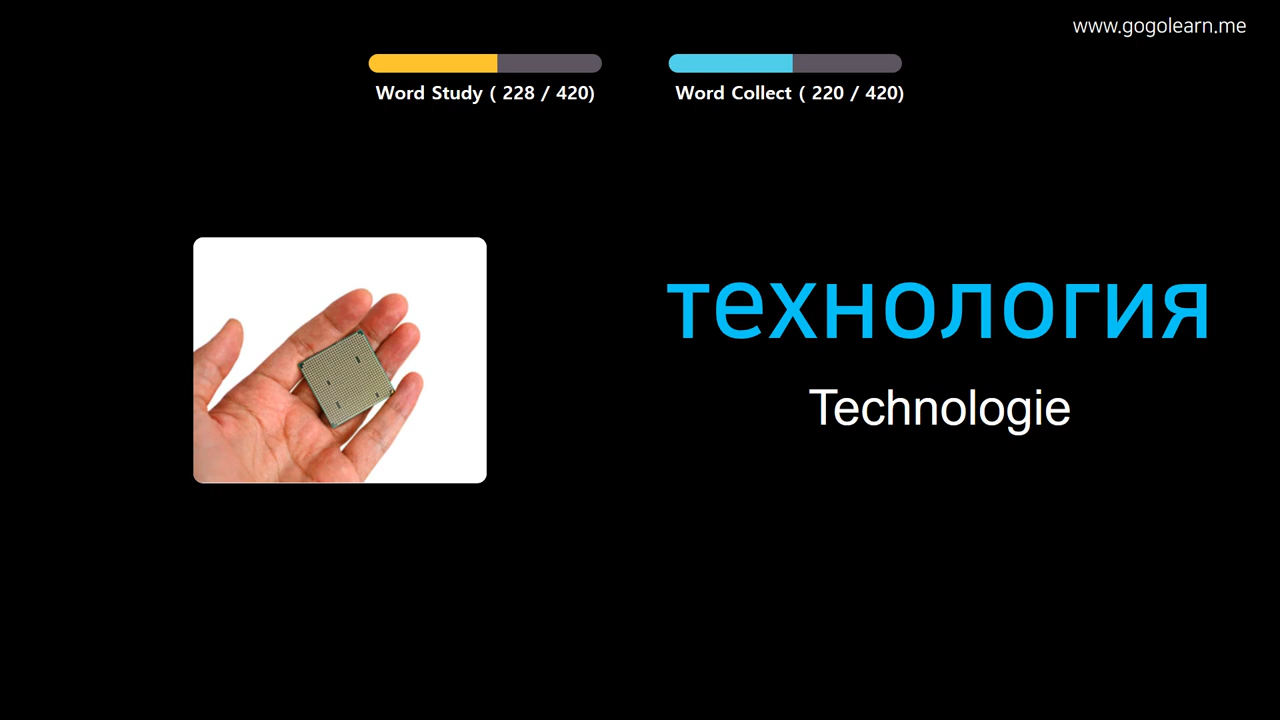 www.gogolearn.me
Word Study ( 228 / 420)
Word Collect ( 220 / 420)
технология
Technologie